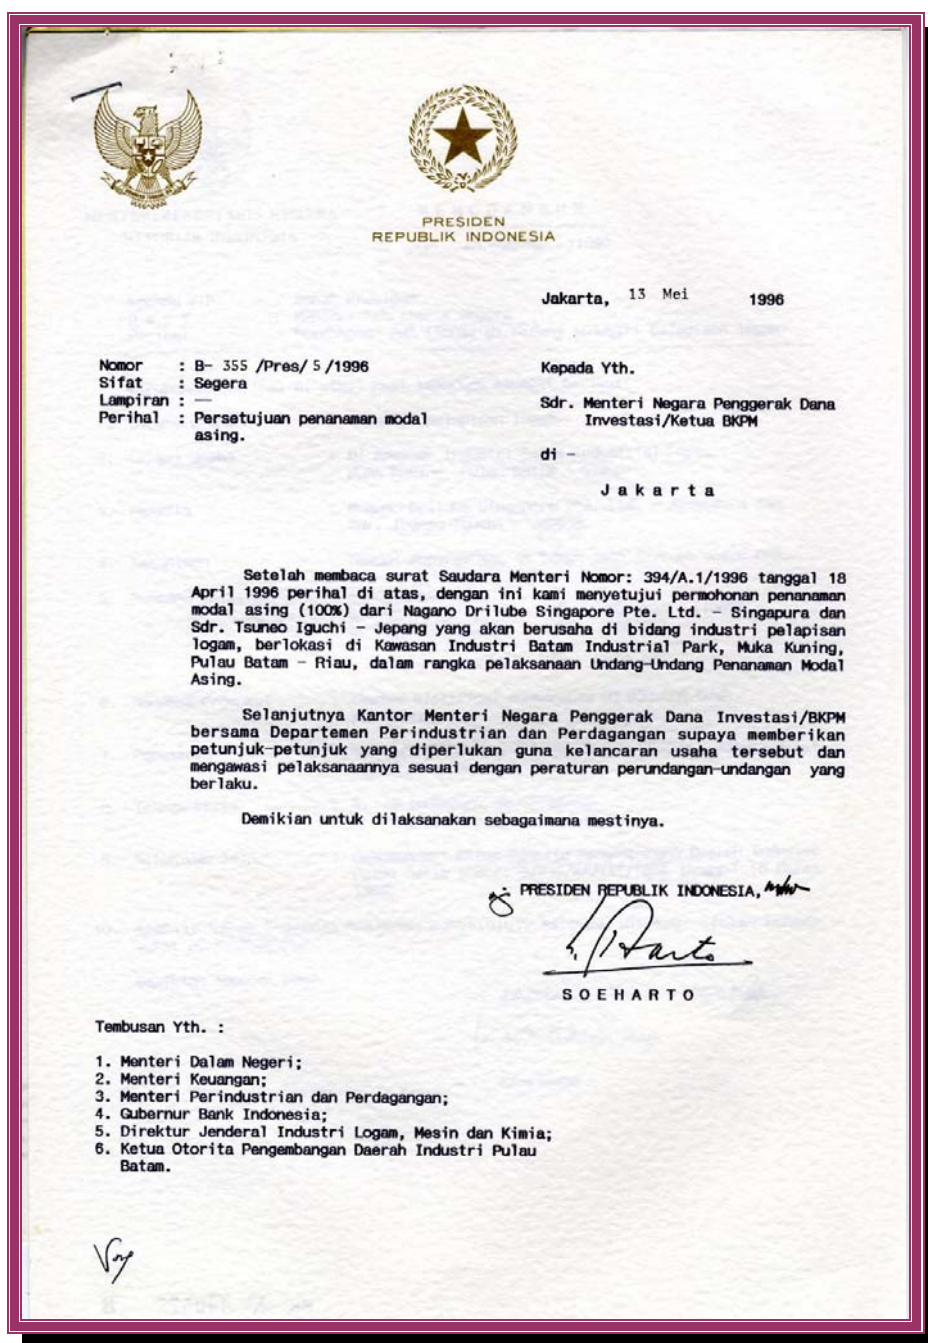 PRESIDEN
REPUBLIK INDONESIA
Jakarta, 13 Mei 1996
Nomor : B- 355 /Pres/ 5 /1996
Sifat : Segera
Lampiran : —
Perihal : Persetujuan penanaman modal
asing.
Kepada Yth.
Sdr. Menteri Negara Penggerak Dana
Investasi/Ketua BKPM
di -
J a k a r t a
Setelah membaca surat Saudara Menteri Nomor: 394/A.1/1996 tanggal 18
April 1996 perihal di atas, dengan ini kami menyetujui permohonan penanaman
modal asing (100%) dari Nagano Drilube Singapore Pte. Ltd. - Singapura dan
Sdr. Tsuneo Iguchi - Jepang yang akan berusaha di bidang industri pelapisan
logam, berlokasi di Kawasan Industri Batam Industrial Park, Muka Kuning,
Pulau Batam - Riau, dalam rangka pelaksanaan Undang-Undang Penanaman Modal
Asing.
Selanjutnya Kantor Menteri Negara Penggerak Dana Investasi/BKPM
bersama Departemen Perindustrian dan Perdagangan supaya memberikan
petunjuk-petunjuk yang diperlukan guna kelancaran usaha tersebut dan
mengawasi pelaksanaannya sesuai dengan peraturan perundangan-undangan yang
berlaku.
Demikian untuk dilaksanakan sebagaimana mestinya.
PRESIDEN REPUBLIK INDONESIA,
S O E H A R T O
Tembusan Yth. :
1. Menteri Dalam Negeri;
2. Menteri Keuangan;
3. Menteri Perindustrian dan Perdagangan;
4. Gubernur Bank Indonesia;
5. Direktur Jenderal Industri Logam, Mesin dan Kimia;
6. Ketua Otorita Pengembangan Daerah Industri Pulau
Batam.